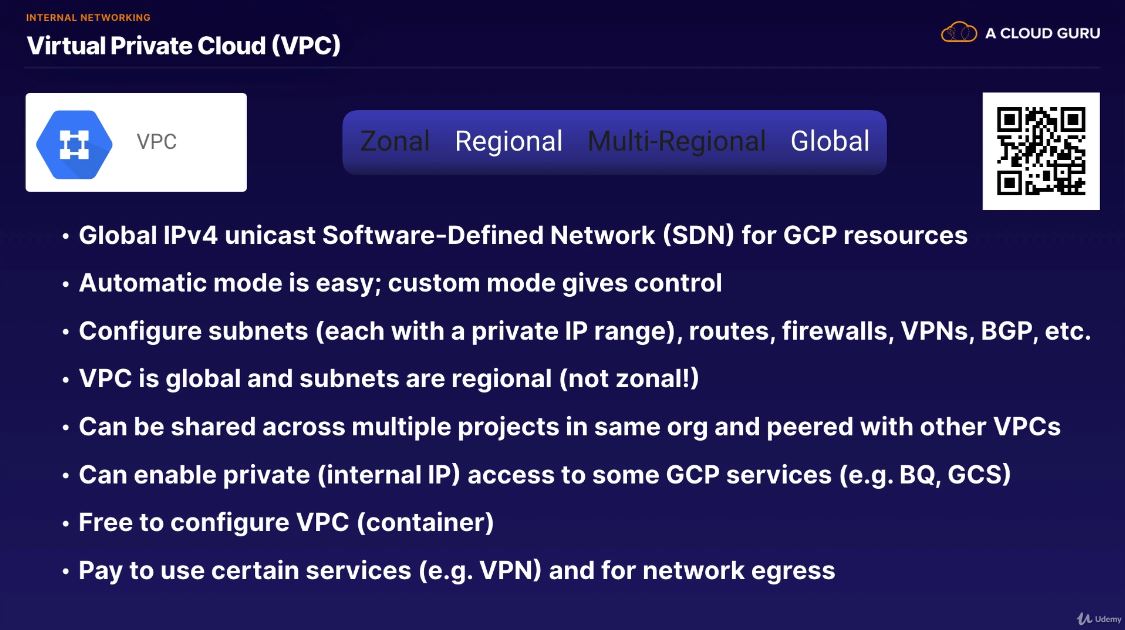 INTERNAL NETWORKING
Virtual Private Cloud (VPC)
A CLOUD GURU
VPC
Zonal Regional Multi-Regional Global
• Global IPv4 unicast Software-Defined Network (SDN) for GCP resources
• Automatic mode is easy; custom mode gives control
• Configure subnets (each with a private IP range), routes, firewalls, VPNs, BGP, etc.
• VPC is global and subnets are regional (not zonal!)
• Can be shared across multiple projects in same org and peered with other VPCs
• Can enable private (internal IP) access to some GCP services (e.g. BQ, GCS)
• Free to configure VPC (container)
• Pay to use certain services (e.g. VPN) and for network egress
Udemy